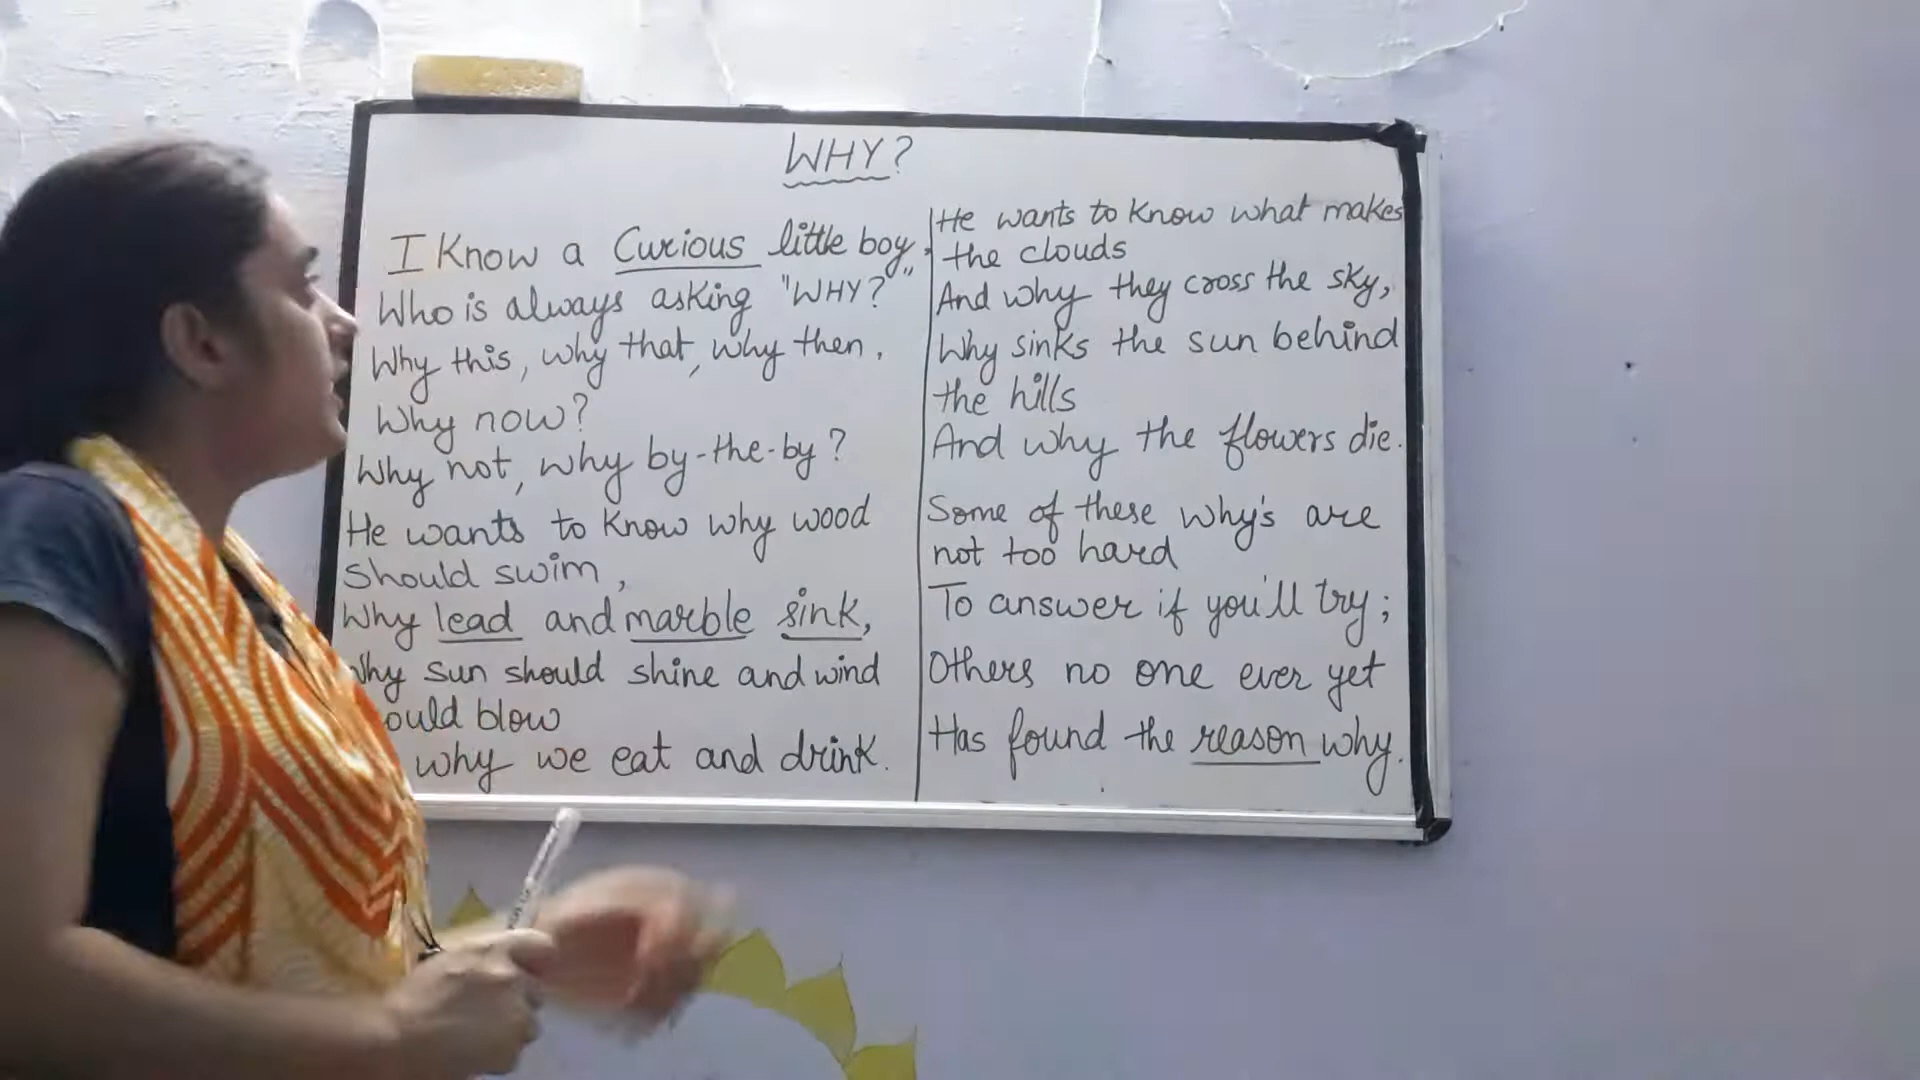 WHY?
I Know a Curious little boy,
Who is always asking "WHY?"
Why this, why that, why then,
Why now?
Why not, why by-the-by?
He wants to know why wood
should swim,
Why lead and marble sink,
Why sun should shine and wind
ould blow
why we eat and drink.
He wants to know what makes
the clouds
And why they cross the sky,
Why sinks the sun behind
the hills
And why the flowers die.
Some of these why's are
not too hard
To answer if you'll try;
Others no one ever yet
Has found the reason why.